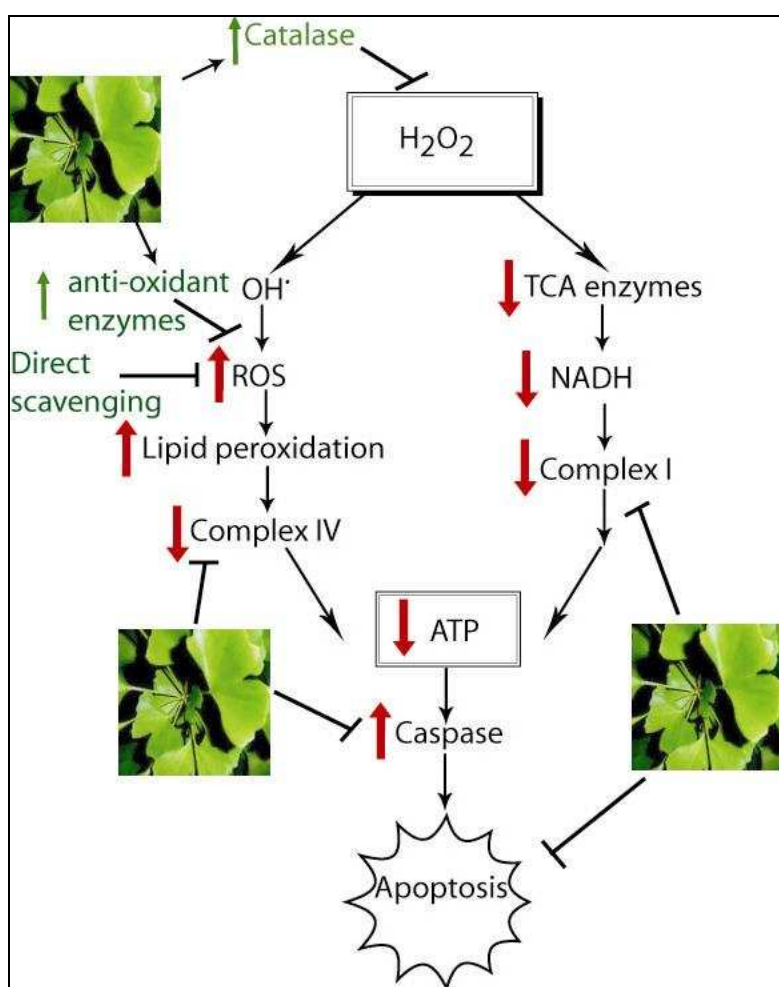 Catalase
H₂O₂
anti-oxidant
enzymes
OH·
TCA enzymes
Direct
scavenging
ROS
NADH
Lipid peroxidation
Complex I
Complex IV
ATP
Caspase
Apoptosis